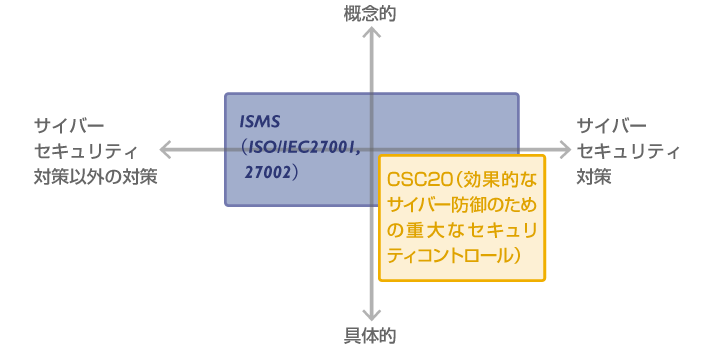 概念的
サイバー
セキュリティ
対策以外の対策
ISMS
（ISO/IEC27001,
27002）
サイバー
セキュリティ
対策
CSC20（効果的な
サイバー防御のため
の重大なセキュリ
ティコントロール）
具体的